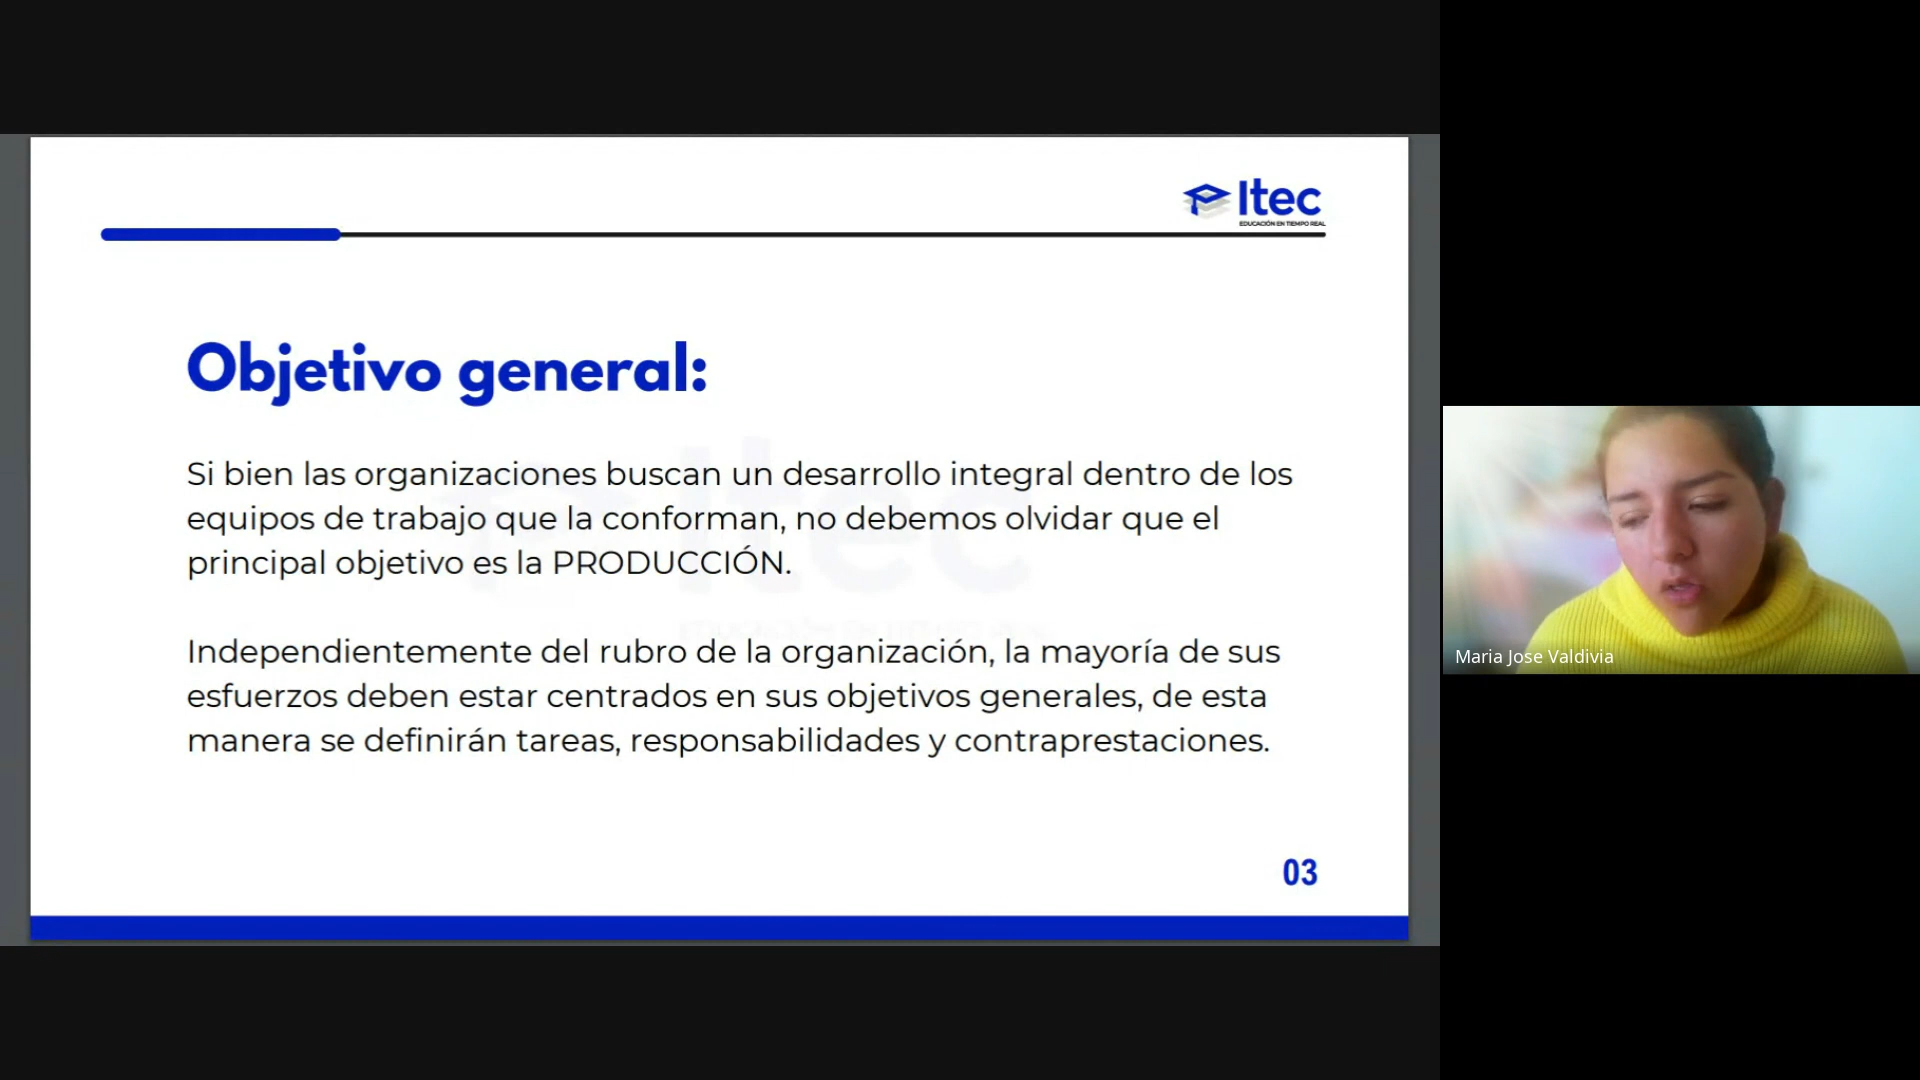 Itec
EDUCACIÓN EN TIEMPO REAL
Objetivo general:
Si bien las organizaciones buscan un desarrollo integral dentro de los
equipos de trabajo que la conforman, no debemos olvidar que el
principal objetivo es la PRODUCCIÓN.
Independientemente del rubro de la organización, la mayoría de sus
esfuerzos deben estar centrados en sus objetivos generales, de esta
manera se definirán tareas, responsabilidades y contraprestaciones.
03
Maria Jose Valdivia